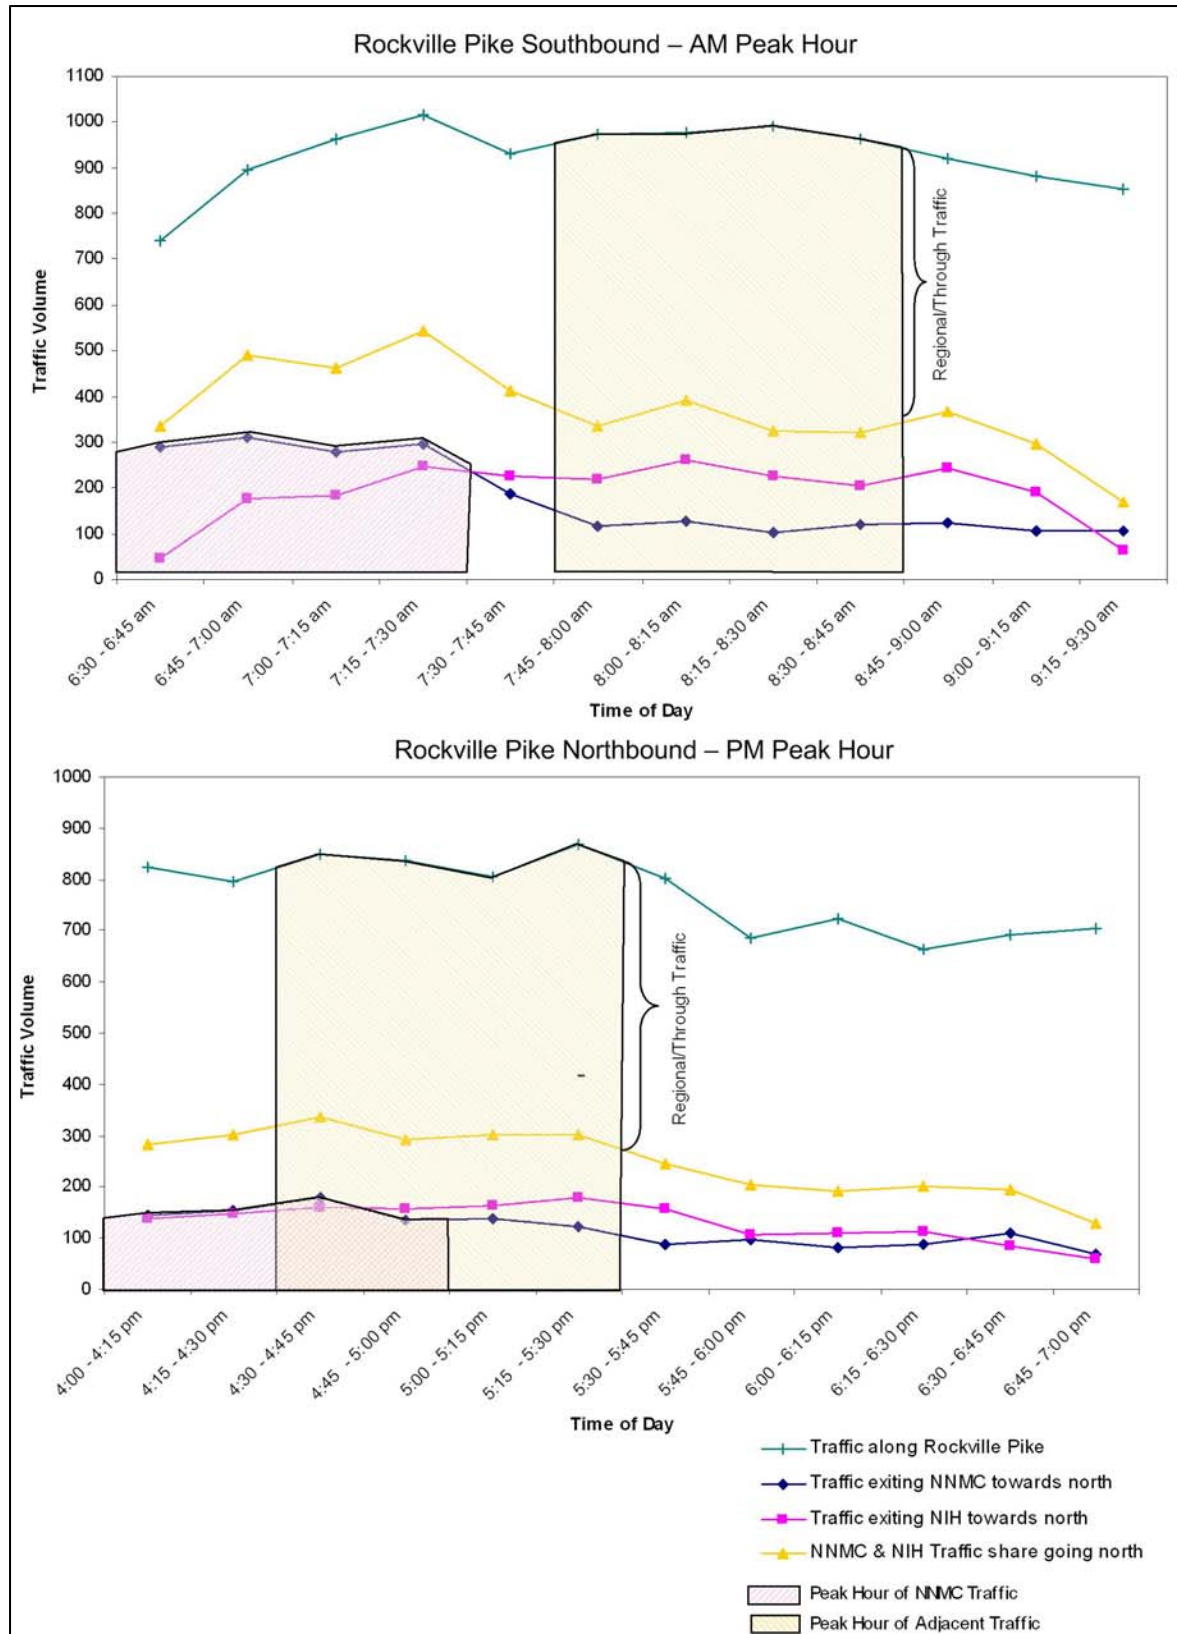 Rockville Pike Southbound – AM Peak Hour
1100
1000
900
800
700
600
500
400
300
200
100
0
Traffic Volume
Regional/Through Traffic
6:30 - 6:45 am
6:45 - 7:00 am
7:00 - 7:15 am
7:15 - 7:30 am
7:30 - 7:45 am
7:45 - 8:00 am
8:00 - 8:15 am
8:15 - 8:30 am
8:30 - 8:45 am
8:45 - 9:00 am
9:00 - 9:15 am
9:15 - 9:30 am
Time of Day
Rockville Pike Northbound – PM Peak Hour
1000
900
800
700
600
500
400
300
200
100
0
Traffic Volume
Regional/Through Traffic
4:00 - 4:15 pm
4:15 - 4:30 pm
4:30 - 4:45 pm
4:45 - 5:00 pm
5:00 - 5:15 pm
5:15 - 5:30 pm
5:30 - 5:45 pm
5:45 - 6:00 pm
6:00 - 6:15 pm
6:15 - 6:30 pm
6:30 - 6:45 pm
6:45 - 7:00 pm
Time of Day
Traffic along Rockville Pike
Traffic exiting NNMC towards north
Traffic exiting NIH towards north
NNMC & NIH Traffic share going north
Peak Hour of NNMC Traffic
Peak Hour of Adjacent Traffic